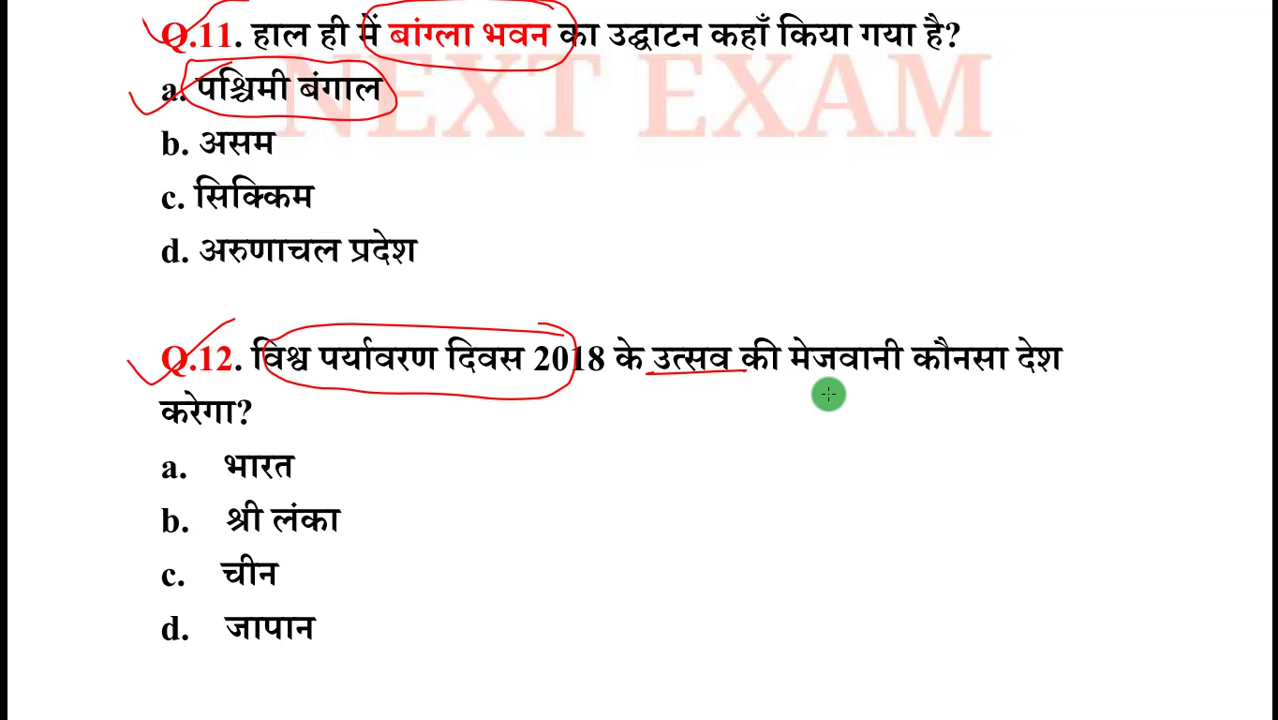 Q.11. हाल ही में बांग्ला भवन का उद्घाटन कहाँ किया गया है?
NEXT EXAM
a. पश्चिमी बंगाल
b. असम
c. सिक्किम
d. अरुणाचल प्रदेश
Q.12. विश्व पर्यावरण दिवस 2018 के उत्सव की मेजवानी कौनसा देश
करेगा?
a. भारत
b. श्री लंका
c. चीन
d. जापान